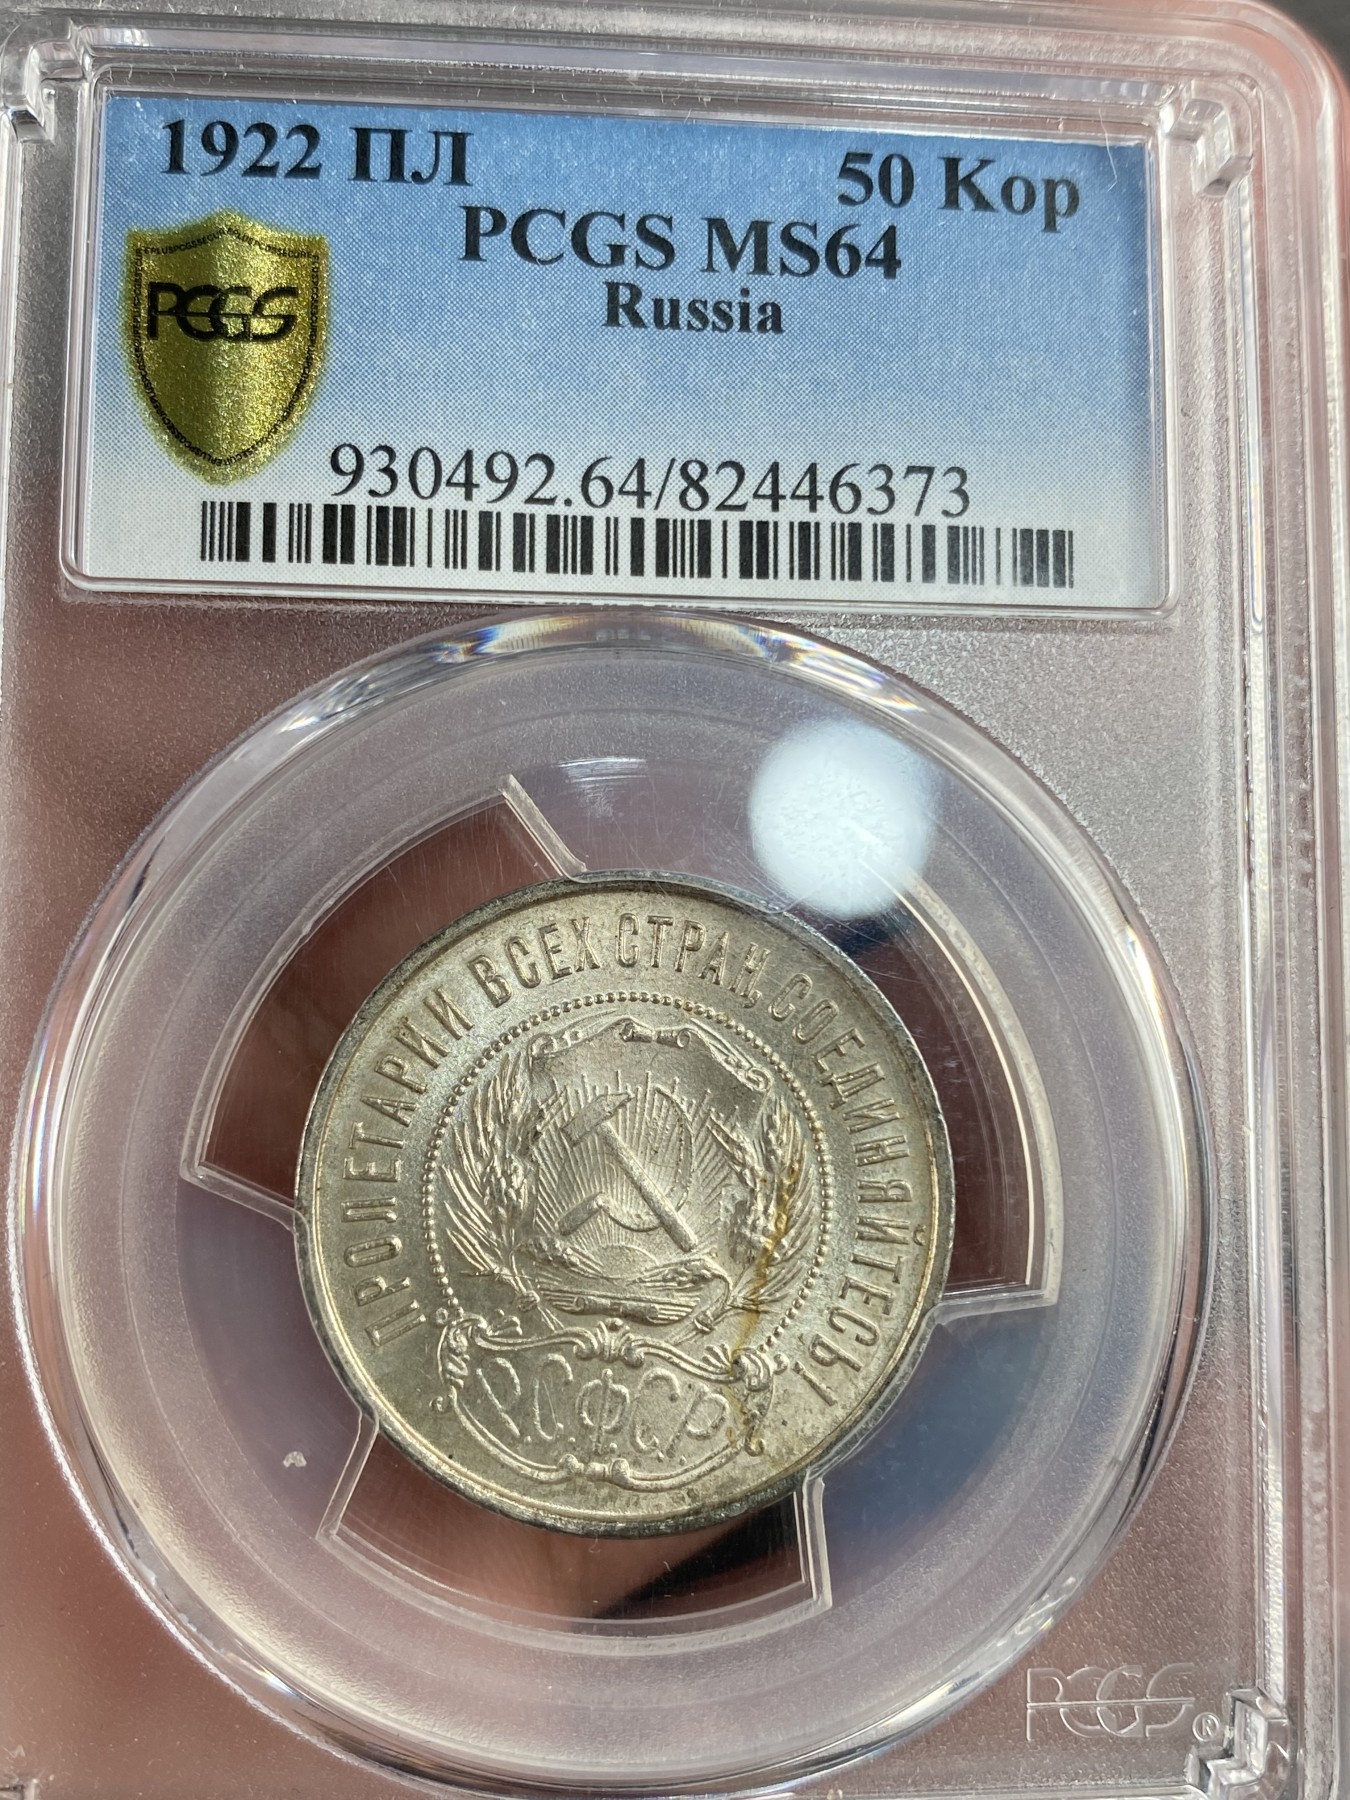 1922 ПЛ
50 Kop
PCGS MS64
Russia
PCGS
930492.64/82446373
ПРОЛЕТАРИИ ВСЕХ СТРАН, СОЕДИНЯЙТЕСЬ!
Р.С.Ф.С.Р.
PCGS®